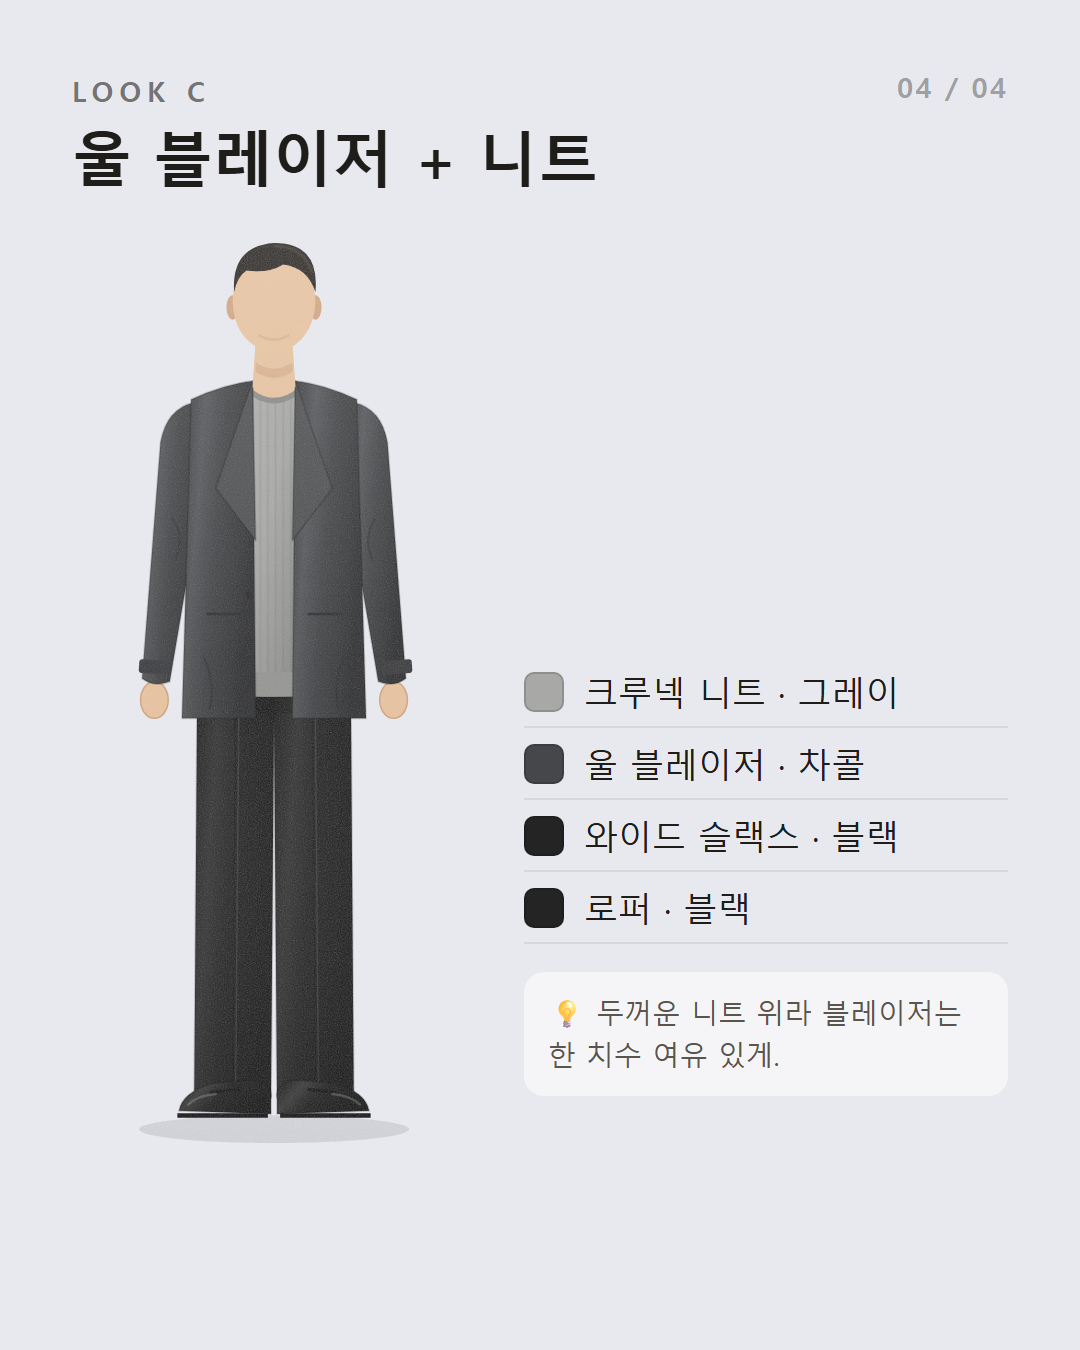 LOOK C
04 / 04
울 블레이저 + 니트
크루넥 니트 · 그레이
울 블레이저 · 차콜
와이드 슬랙스 · 블랙
로퍼 · 블랙
💡 두꺼운 니트 위라 블레이저는
한 치수 여유 있게.